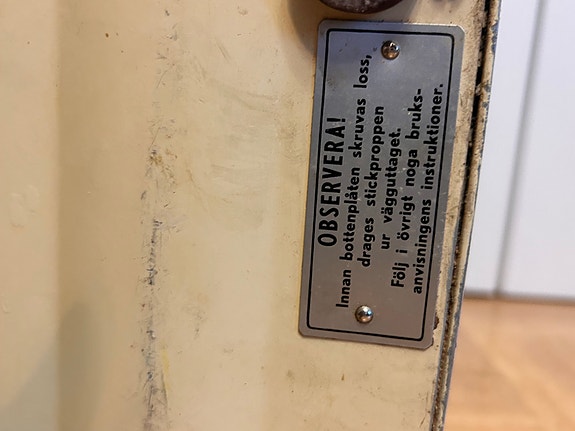 OBSERVERA!
Innan bottenplåten skruvas loss,
drages stickproppen
ur vägguttaget.
Följ i övrigt noga bruks-
anvisningens instruktioner.